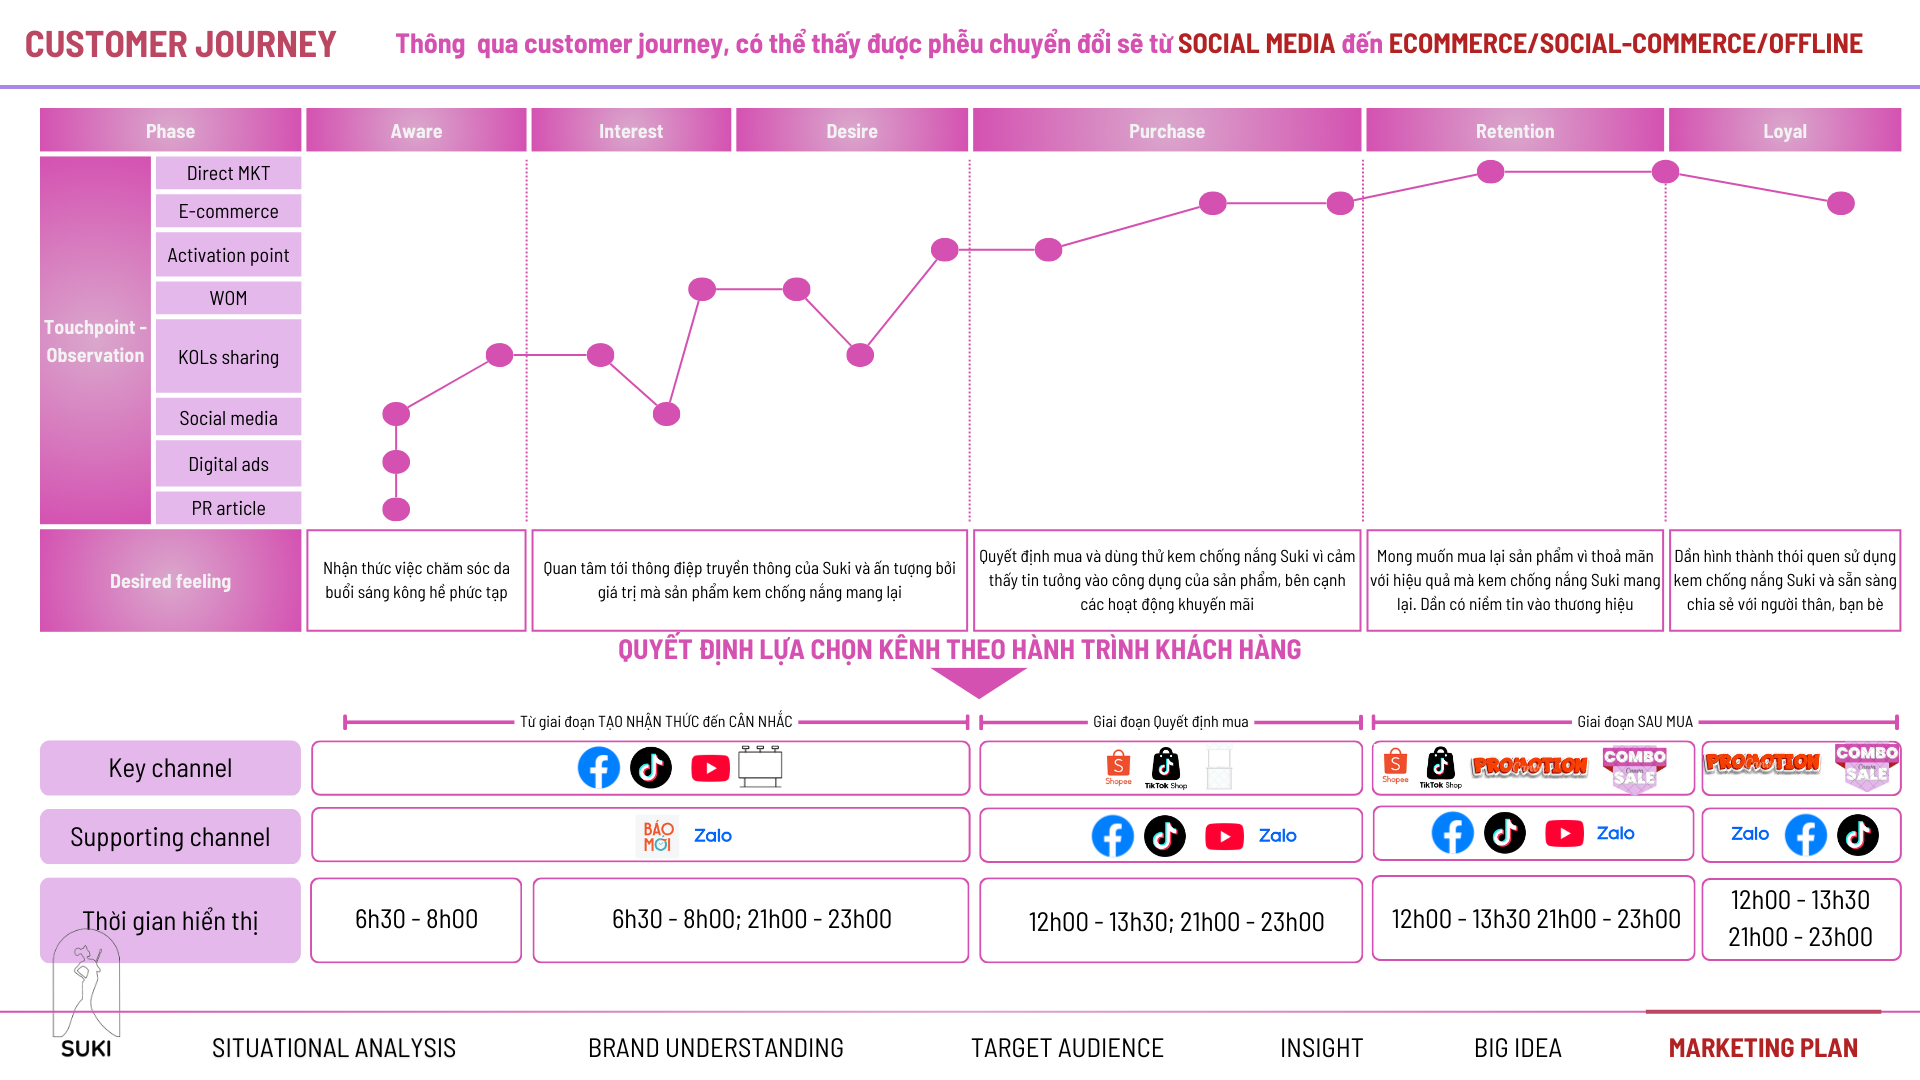 CUSTOMER JOURNEY
Thông qua customer journey, có thể thấy được phễu chuyển đổi sẽ từ SOCIAL MEDIA đến ECOMMERCE/SOCIAL-COMMERCE/OFFLINE
Phase
Aware
Interest
Desire
Purchase
Retention
Loyal
Touchpoint -
Observation
Direct MKT
E-commerce
Activation point
WOM
KOLs sharing
Social media
Digital ads
PR article
Desired feeling
Nhận thức việc chăm sóc da
buổi sáng kông hề phức tạp
Quan tâm tới thông điệp truyền thông của Suki và ấn tượng bởi
giá trị mà sản phẩm kem chống nắng mang lại
Quyết định mua và dùng thử kem chống nắng Suki vì cảm
thấy tin tưởng vào công dụng của sản phẩm, bên cạnh
các hoạt động khuyến mãi
Mong muốn mua lại sản phẩm vì thoả mãn
với hiệu quả mà kem chống nắng Suki mang
lại. Dần có niềm tin vào thương hiệu
Dần hình thành thói quen sử dụng
kem chống nắng Suki và sẵn sàng
chia sẻ với người thân, bạn bè
QUYẾT ĐỊNH LỰA CHỌN KÊNH THEO HÀNH TRÌNH KHÁCH HÀNG
Từ giai đoạn TẠO NHẬN THỨC đến CÂN NHẮC
Giai đoạn Quyết định mua
Giai đoạn SAU MUA
Key channel
Shopee
TikTok Shop
Shopee
TikTok Shop
PROMOTION
COMBO
SALE
PROMOTION
COMBO
SALE
Supporting channel
BÁO
MỚI
Zalo
Zalo
Zalo
Zalo
Thời gian hiển thị
6h30 - 8h00
6h30 - 8h00; 21h00 - 23h00
12h00 - 13h30; 21h00 - 23h00
12h00 - 13h30 21h00 - 23h00
12h00 - 13h30
21h00 - 23h00
SUKI
SITUATIONAL ANALYSIS
BRAND UNDERSTANDING
TARGET AUDIENCE
INSIGHT
BIG IDEA
MARKETING PLAN